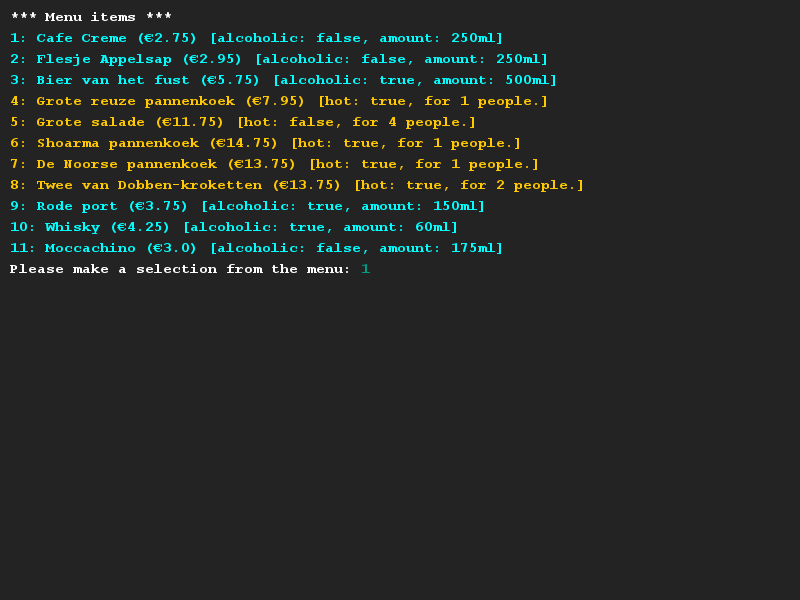 *** Menu items ***
1: Cafe Creme (€2.75) [alcoholic: false, amount: 250ml]
2: Flesje Appelsap (€2.95) [alcoholic: false, amount: 250ml]
3: Bier van het fust (€5.75) [alcoholic: true, amount: 500ml]
4: Grote reuze pannenkoek (€7.95) [hot: true, for 1 people.]
5: Grote salade (€11.75) [hot: false, for 4 people.]
6: Shoarma pannenkoek (€14.75) [hot: true, for 1 people.]
7: De Noorse pannenkoek (€13.75) [hot: true, for 1 people.]
8: Twee van Dobben-kroketten (€13.75) [hot: true, for 2 people.]
9: Rode port (€3.75) [alcoholic: true, amount: 150ml]
10: Whisky (€4.25) [alcoholic: true, amount: 60ml]
11: Moccachino (€3.0) [alcoholic: false, amount: 175ml]
Please make a selection from the menu: 1